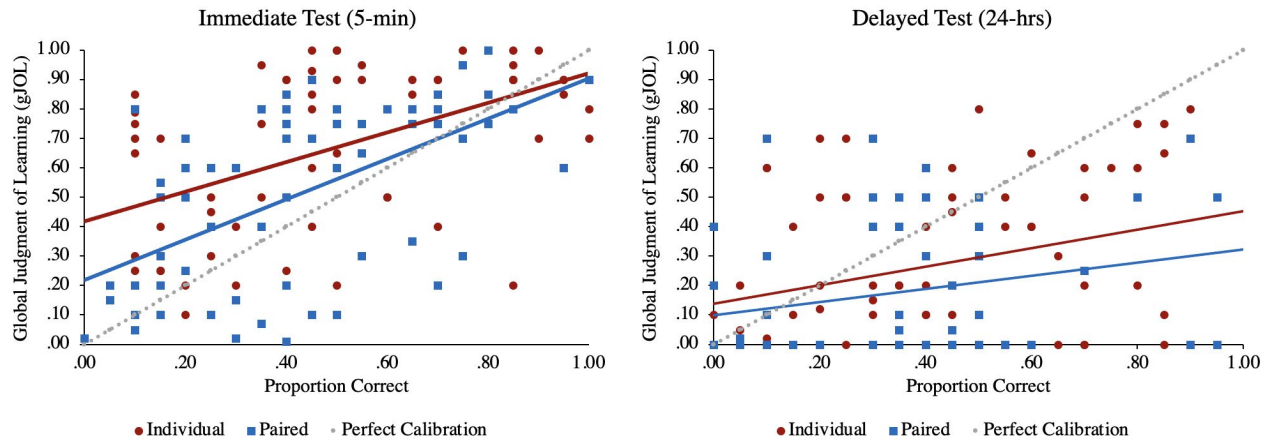 Immediate Test (5-min)
Global Judgment of Learning (gJOL)
1.00
.90
.80
.70
.60
.50
.40
.30
.20
.10
.00
.00 .20 .40 .60 .80 1.00
Proportion Correct
Individual Paired Perfect Calibration
Delayed Test (24-hrs)
Global Judgment of Learning (gJOL)
1.00
.90
.80
.70
.60
.50
.40
.30
.20
.10
.00
.00 .20 .40 .60 .80 1.00
Proportion Correct
Individual Paired Perfect Calibration